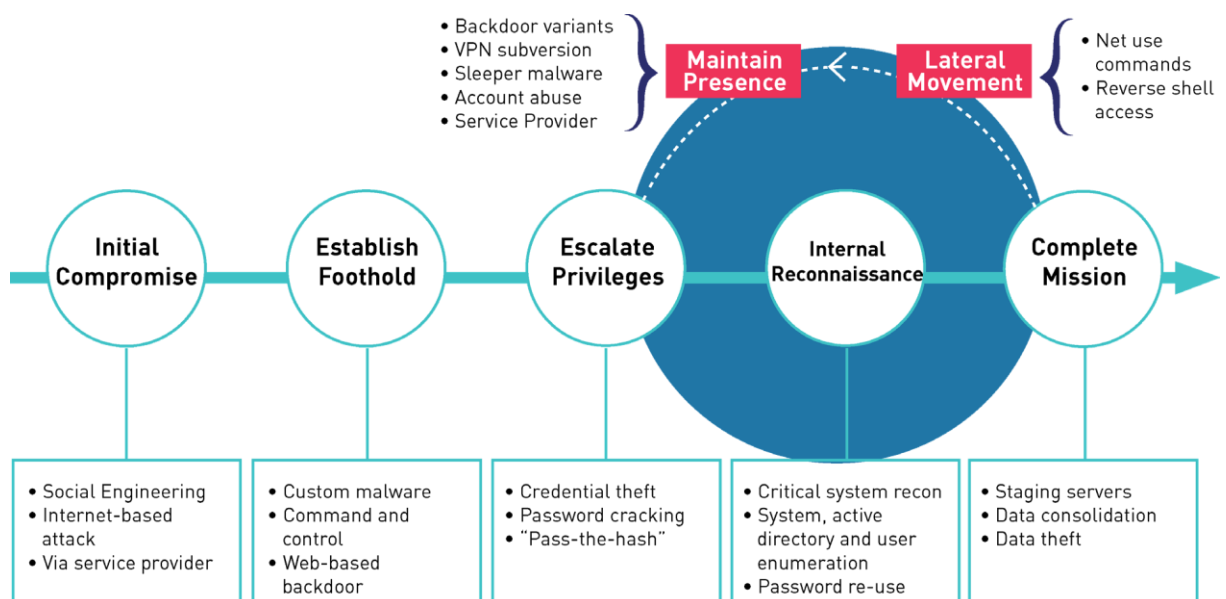 • Backdoor variants
• VPN subversion
• Sleeper malware
• Account abuse
• Service Provider
Maintain
Presence
Lateral
Movement
• Net use
commands
• Reverse shell
access
Initial
Compromise
Establish
Foothold
Escalate
Privileges
Internal
Reconnaissance
Complete
Mission
• Social Engineering
• Internet-based
attack
• Via service provider
• Custom malware
• Command and
control
• Web-based
backdoor
• Credential theft
• Password cracking
• “Pass-the-hash”
• Critical system recon
• System, active
directory and user
enumeration
• Password re-use
• Staging servers
• Data consolidation
• Data theft